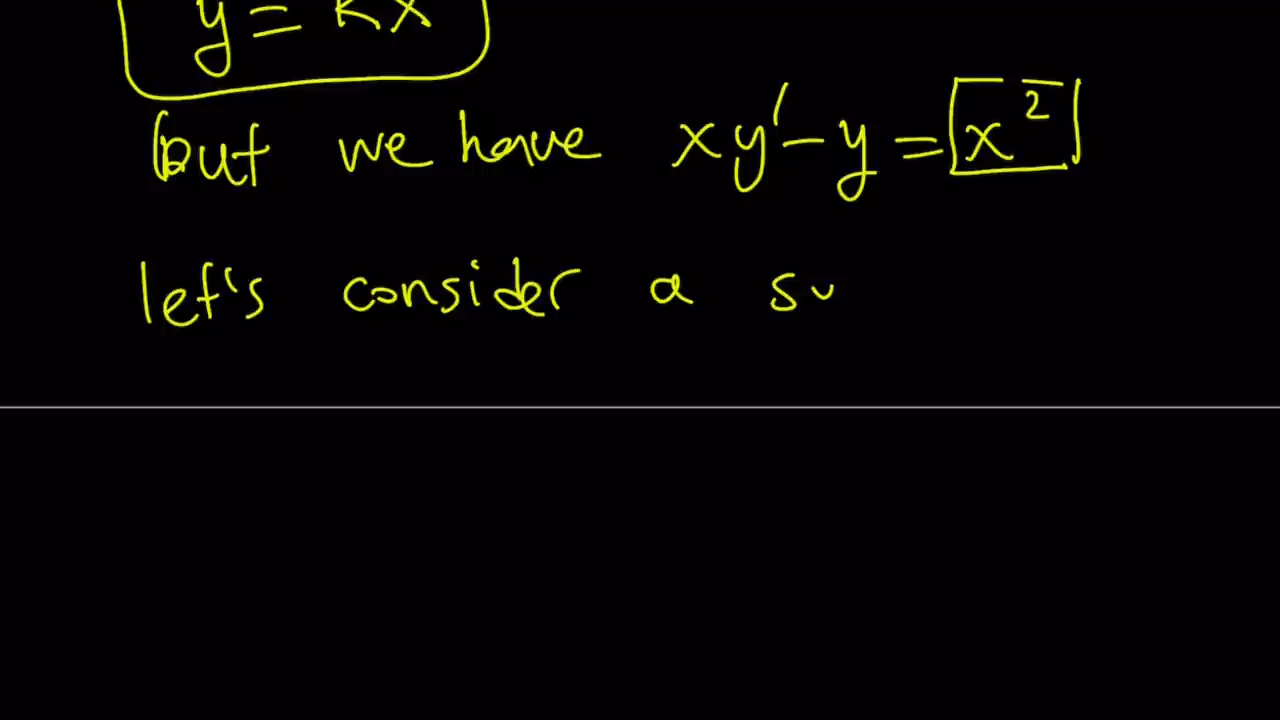 y = kx
but we have xy' - y = x²
let's consider a